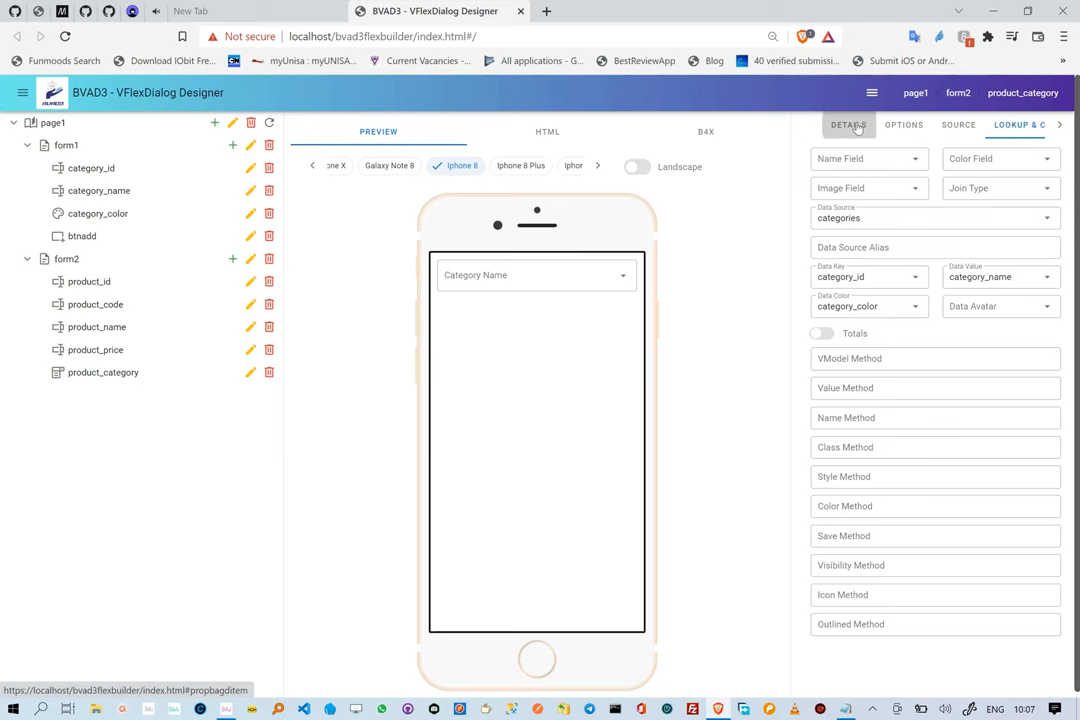 New Tab
BVAD3 - VFlexDialog Designer
Not secure
localhost/bvad3flexbuilder/index.html#/
Funmoods Search
Download IObit Fre...
myUnisa : myUNISA...
Current Vacancies -...
All applications - G...
BestReviewApp
Blog
40 verified submissi...
Submit iOS or Andr...
BVAD3 - VFlexDialog Designer
page1
form2
product_category
page1
form1
category_id
category_name
category_color
btnadd
form2
product_id
product_code
product_name
product_price
product_category
PREVIEW
HTML
B4X
one X
Galaxy Note 8
Iphone 8
Iphone 8 Plus
Iphor
Landscape
Category Name
DETAILS
OPTIONS
SOURCE
LOOKUP & C
Name Field
Color Field
Image Field
Join Type
Data Source
categories
Data Source Alias
Data Key
category_id
Data Value
category_name
Data Color
category_color
Data Avatar
Totals
VModel Method
Value Method
Name Method
Class Method
Style Method
Color Method
Save Method
Visibility Method
Icon Method
Outlined Method
https://localhost/bvad3flexbuilder/index.html#propbagditem
ENG
10:07